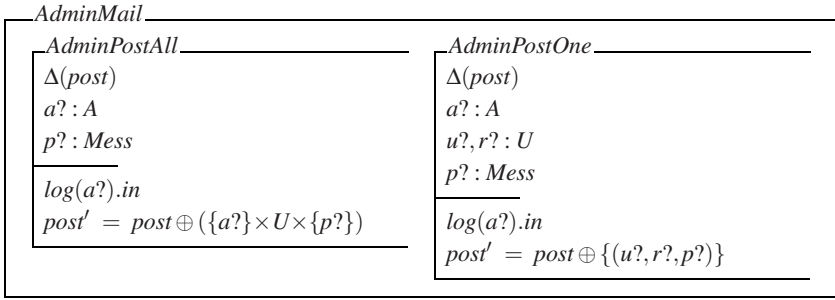 AdminMail
AdminPostAll
Δ(post)
a? : A
p? : Mess
log(a?).in
post′ = post ⊕ ({a?}×U×{p?})
AdminPostOne
Δ(post)
a? : A
u?, r? : U
p? : Mess
log(a?).in
post′ = post ⊕ {(u?, r?, p?)}